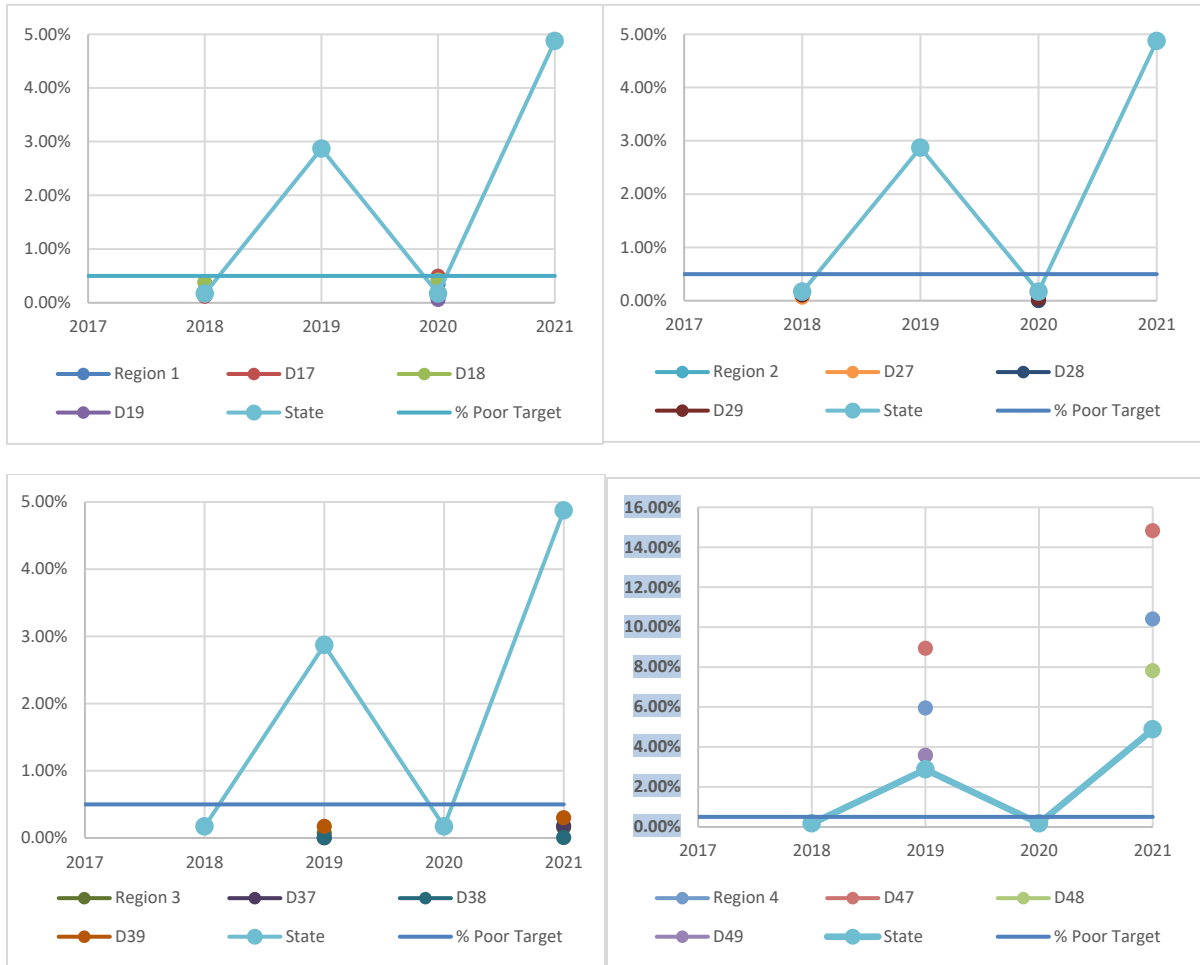 5.00%
4.00%
3.00%
2.00%
1.00%
0.00%
2017 2018 2019 2020 2021
Region 1 D17 D18
D19 State % Poor Target
5.00%
4.00%
3.00%
2.00%
1.00%
0.00%
2017 2018 2019 2020 2021
Region 2 D27 D28
D29 State % Poor Target
5.00%
4.00%
3.00%
2.00%
1.00%
0.00%
2017 2018 2019 2020 2021
Region 3 D37 D38
D39 State % Poor Target
16.00%
14.00%
12.00%
10.00%
8.00%
6.00%
4.00%
2.00%
0.00%
2017 2018 2019 2020 2021
Region 4 D47 D48
D49 State % Poor Target